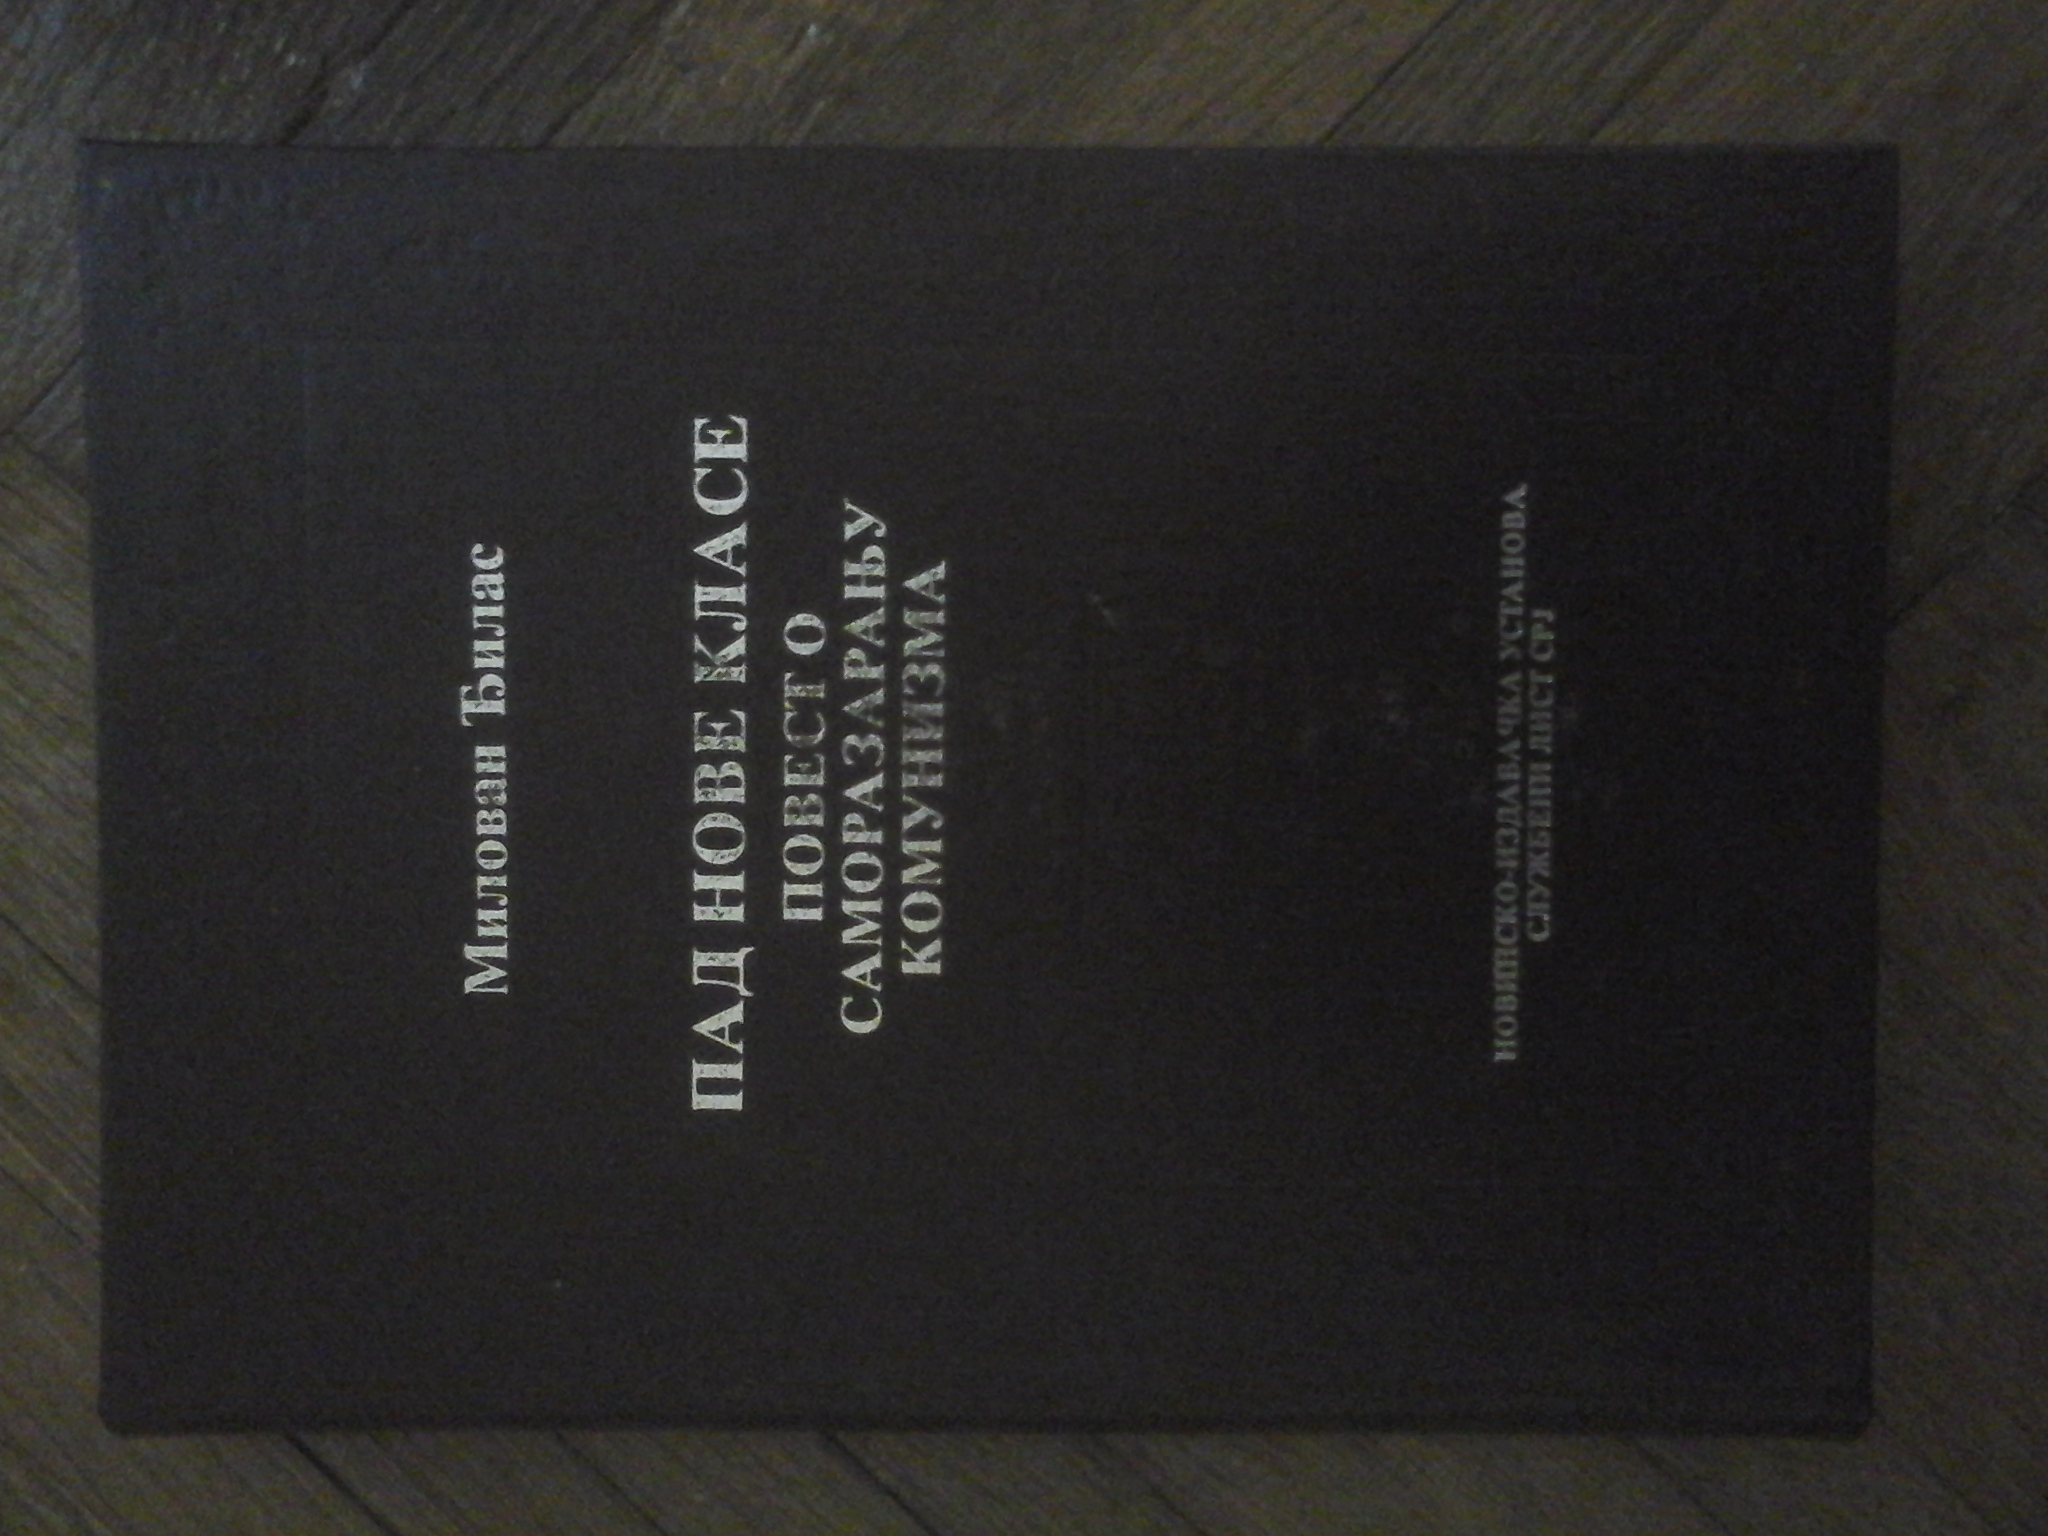 Милован Ђилас
ПАД НОВЕ КЛАСЕ
ПОВЕСТ О
САМОРАЗАРАЊУ
КОМУНИЗМА
НОВИНСКО-ИЗДАВАЧКА УСТАНОВА
СЛУЖБЕНИ ЛИСТ СРЈ